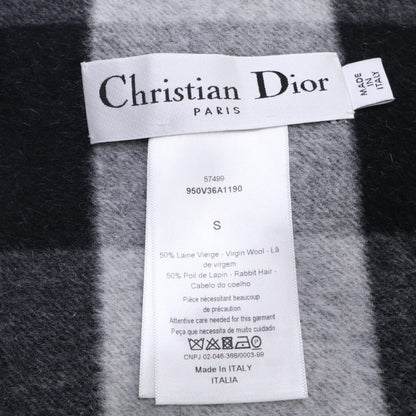 Christian Dior
PARIS
MADE
IN
ITALY
57499
950V36A1190
S
50% Laine Vierge - Virgin Wool - Lã
de virgem
50% Poil de Lapin - Rabbit Hair -
Cabelo do coelho
Pièce nécessitant beaucoup
de précaution
Attentive care needed for this garment
Peça que necessita de muito cuidado
CNPJ 02-046-366/0003-99
Made In ITALY
ITALIA